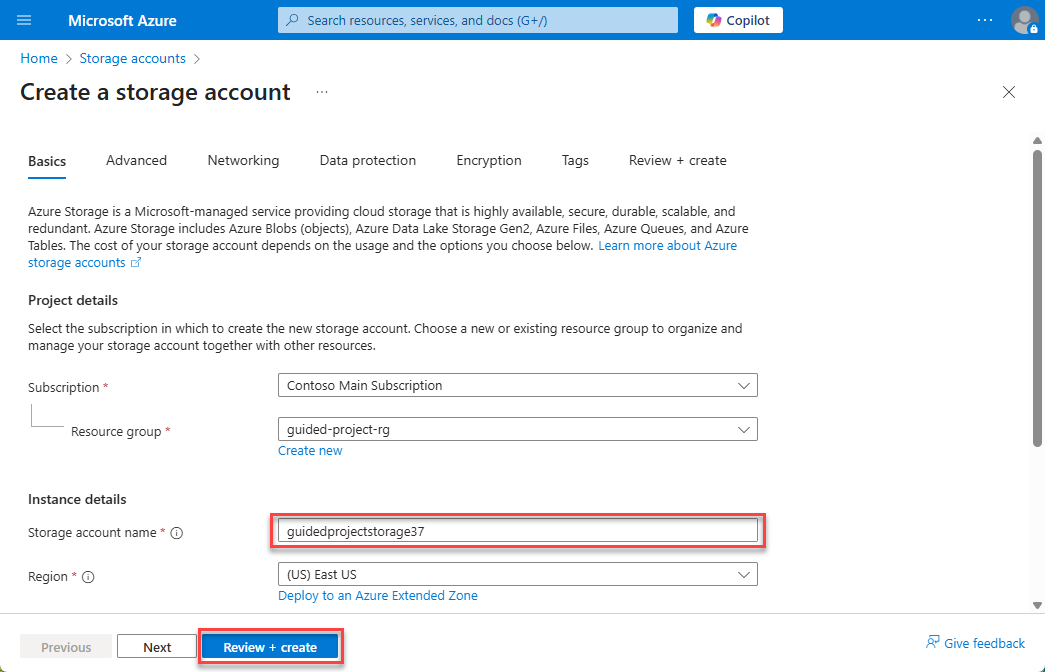 Microsoft Azure
Search resources, services, and docs (G+/)
Copilot
Home > Storage accounts >
Create a storage account ...
Basics Advanced Networking Data protection Encryption Tags Review + create
Azure Storage is a Microsoft-managed service providing cloud storage that is highly available, secure, durable, scalable, and
redundant. Azure Storage includes Azure Blobs (objects), Azure Data Lake Storage Gen2, Azure Files, Azure Queues, and Azure
Tables. The cost of your storage account depends on the usage and the options you choose below. Learn more about Azure
storage accounts
Project details
Select the subscription in which to create the new storage account. Choose a new or existing resource group to organize and
manage your storage account together with other resources.
Subscription * Contoso Main Subscription
Resource group * guided-project-rg
Create new
Instance details
Storage account name * guidedprojectstorage37
Region * (US) East US
Deploy to an Azure Extended Zone
Previous Next Review + create Give feedback